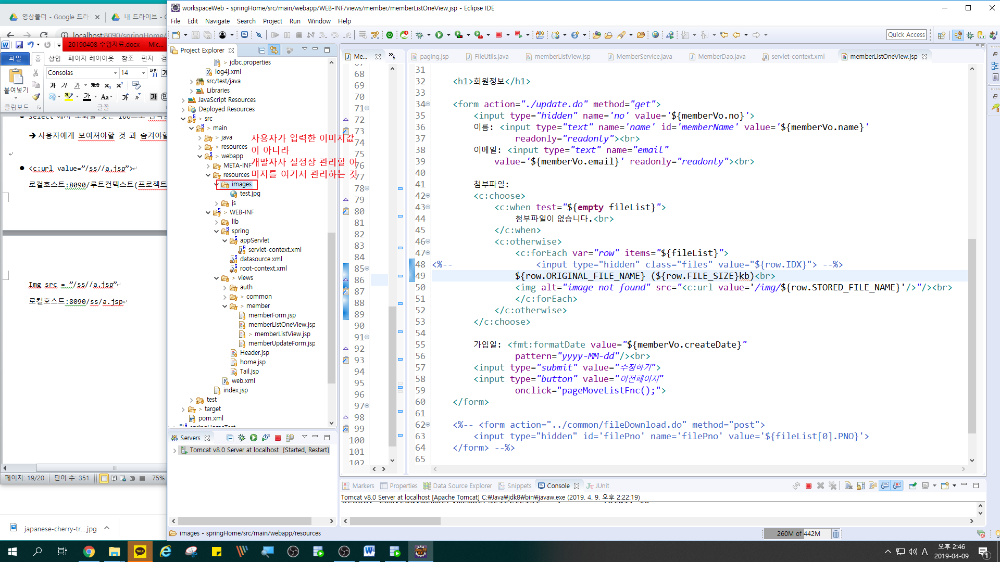 영상폴더 - Google 드라
내 드라이브 -
localhost:8090/springHome/
20190408 수업자료.docx - Mic...
파일
홈
삽입
페이지 레이아웃
참조
편지
Consolas
14
붙여넣기
클립보드
글꼴
➔ 사용자에게 보여져야할 것 과 숨겨야할
<c:url value="/ss//a.jsp">
로컬호스트:8090/루트컨텍스트(프로젝트
Img src = "/ss//a.jsp"
로컬호스트:8090/ss/a.jsp
페이지: 19/20
단어 수: 351
75%
japanese-cherry-tr....jpg
workspaceWeb - springHome/src/main/webapp/WEB-INF/views/member/memberListOneView.jsp - Eclipse IDE
File Edit Navigate Search Project Run Window Help
Quick Access
Project Explorer
> jdbc.properties
log4j.xml
src/test/java
Libraries
JavaScript Resources
Deployed Resources
> src
> main
> java
> resources
> webapp
META-INF
resources
images
test.jpg
js
> WEB-INF
lib
spring
appServlet
servlet-context.xml
datasource.xml
root-context.xml
> views
auth
> common
> member
memberForm.jsp
memberListOneView.jsp
> memberListView.jsp
memberUpdateForm.jsp
Header.jsp
home.jsp
Tail.jsp
web.xml
index.jsp
test
> target
pom.xml
springHomeTest
사용자가 입력한 이미지값
이 아니라
개발자사 설정상 관리할 이
미지를 여기서 관리하는 것
Servers
Tomcat v8.0 Server at localhost [Started, Restart]
images - springHome/src/main/webapp/resources
Me...
»5
68
69
70
71
72
73
74
75
76
77
78
79
80
81
82
83
84
85
86
87
88
89
90
91
92
93
94
95
96
97
98
99
100
101
102
paging.jsp
FileUtils.java
memberListView.jsp
MemberService.java
MemberDao.java
servlet-context.xml
memberListOneView.jsp
31
32 <h1>회원정보</h1>
33
34 <form action="./update.do" method="get">
35 <input type="hidden" name='no' value='${memberVo.no}'>
36 이름: <input type="text" name='name' id='memberName' value='${memberVo.name}'
37 readonly="readonly"><br>
38 이메일: <input type="text" name="email"
39 value='${memberVo.email}' readonly="readonly"><br>
40
41 첨부파일:
42 <c:choose>
43 <c:when test="${empty fileList}">
44 첨부파일이 없습니다.<br>
45 </c:when>
46 <c:otherwise>
47 <c:forEach var="row" items="${fileList}">
48 <%-- <input type="hidden" class="files" value="${row.IDX}"> --%>
49 ${row.ORIGINAL_FILE_NAME} (${row.FILE_SIZE}kb)<br>
50 <img alt="image not found" src="<c:url value='/img/${row.STORED_FILE_NAME}'/>"/><br>
51 </c:forEach>
52 </c:otherwise>
53 </c:choose>
54
55 가입일: <fmt:formatDate value="${memberVo.createDate}"
56 pattern="yyyy-MM-dd"/><br>
57 <input type="submit" value="수정하기">
58 <input type="button" value="이전페이지"
59 onclick="pageMoveListFnc();">
60 </form>
61
62 <%-- <form action="../common/fileDownload.do" method="post">
63 <input type="hidden" id='filePno' name='filePno' value='${fileList[0].PNO}'>
64 </form> --%>
65
Markers
Properties
Data Source Explorer
Snippets
Console
JUnit
Tomcat v8.0 Server at localhost [Apache Tomcat] C:₩Java₩jdk8₩bin₩javaw.exe (2019. 4. 9. 오후 2:22:19)
260M of 442M
TALK
A
오후 2:46
2019-04-09
1